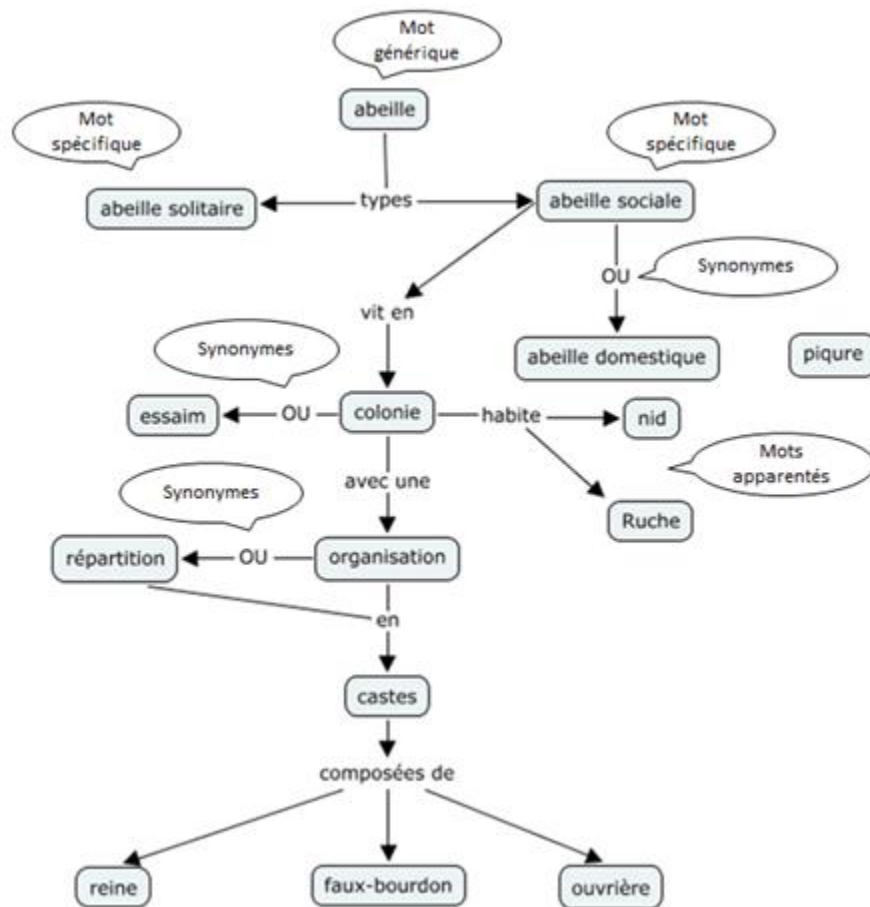 Mot
générique
abeille
Mot
spécifique
Mot
spécifique
abeille solitaire
types
abeille sociale
OU
Synonymes
vit en
Synonymes
abeille domestique
piqure
essaim
OU
colonie
habite
nid
Mots
apparentés
avec une
Synonymes
Ruche
répartition
OU
organisation
en
castes
composées de
reine
faux-bourdon
ouvrière